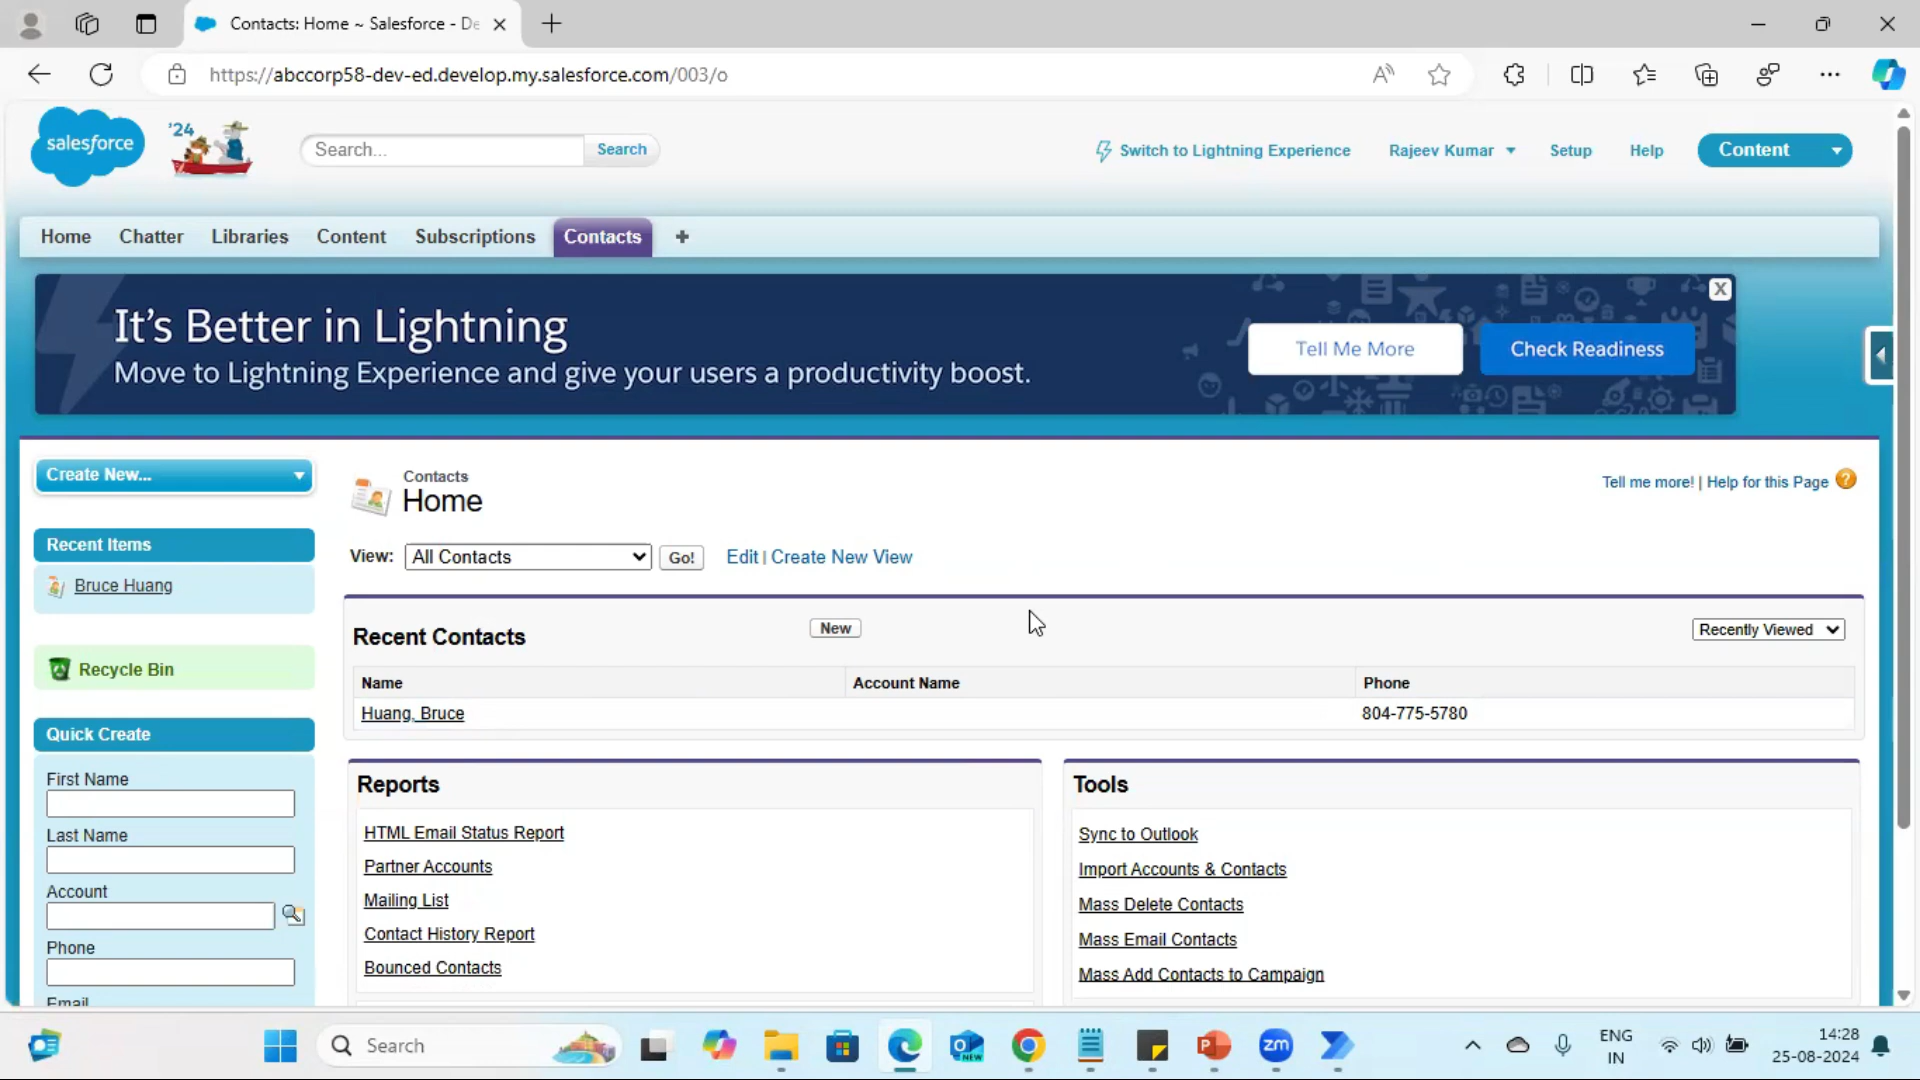 Contacts: Home ~ Salesforce - De
https://abccorp58-dev-ed.develop.my.salesforce.com/003/o
salesforce
'24
Search...
Search
Switch to Lightning Experience
Rajeev Kumar
Setup
Help
Content
Home
Chatter
Libraries
Content
Subscriptions
Contacts
+
It's Better in Lightning
Move to Lightning Experience and give your users a productivity boost.
Tell Me More
Check Readiness
X
Create New...
Recent Items
Bruce Huang
Recycle Bin
Quick Create
First Name
Last Name
Account
Phone
Email
Contacts
Home
Tell me more! | Help for this Page
View: All Contacts Go! Edit | Create New View
Recent Contacts
New
Recently Viewed
Name Account Name Phone
Huang, Bruce 804-775-5780
Reports
HTML Email Status Report
Partner Accounts
Mailing List
Contact History Report
Bounced Contacts
Tools
Sync to Outlook
Import Accounts & Contacts
Mass Delete Contacts
Mass Email Contacts
Mass Add Contacts to Campaign
Search
NEW
zm
ENG
IN
14:28
25-08-2024